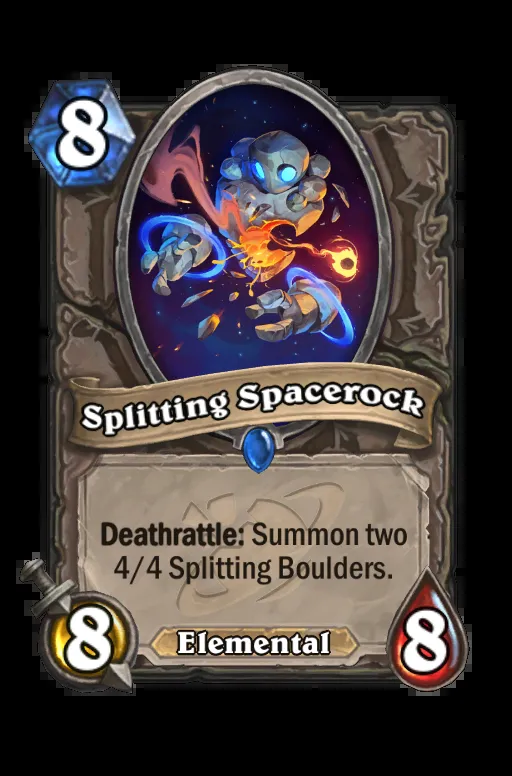 8
Splitting Spacerock
Deathrattle: Summon two
4/4 Splitting Boulders.
8
Elemental
8